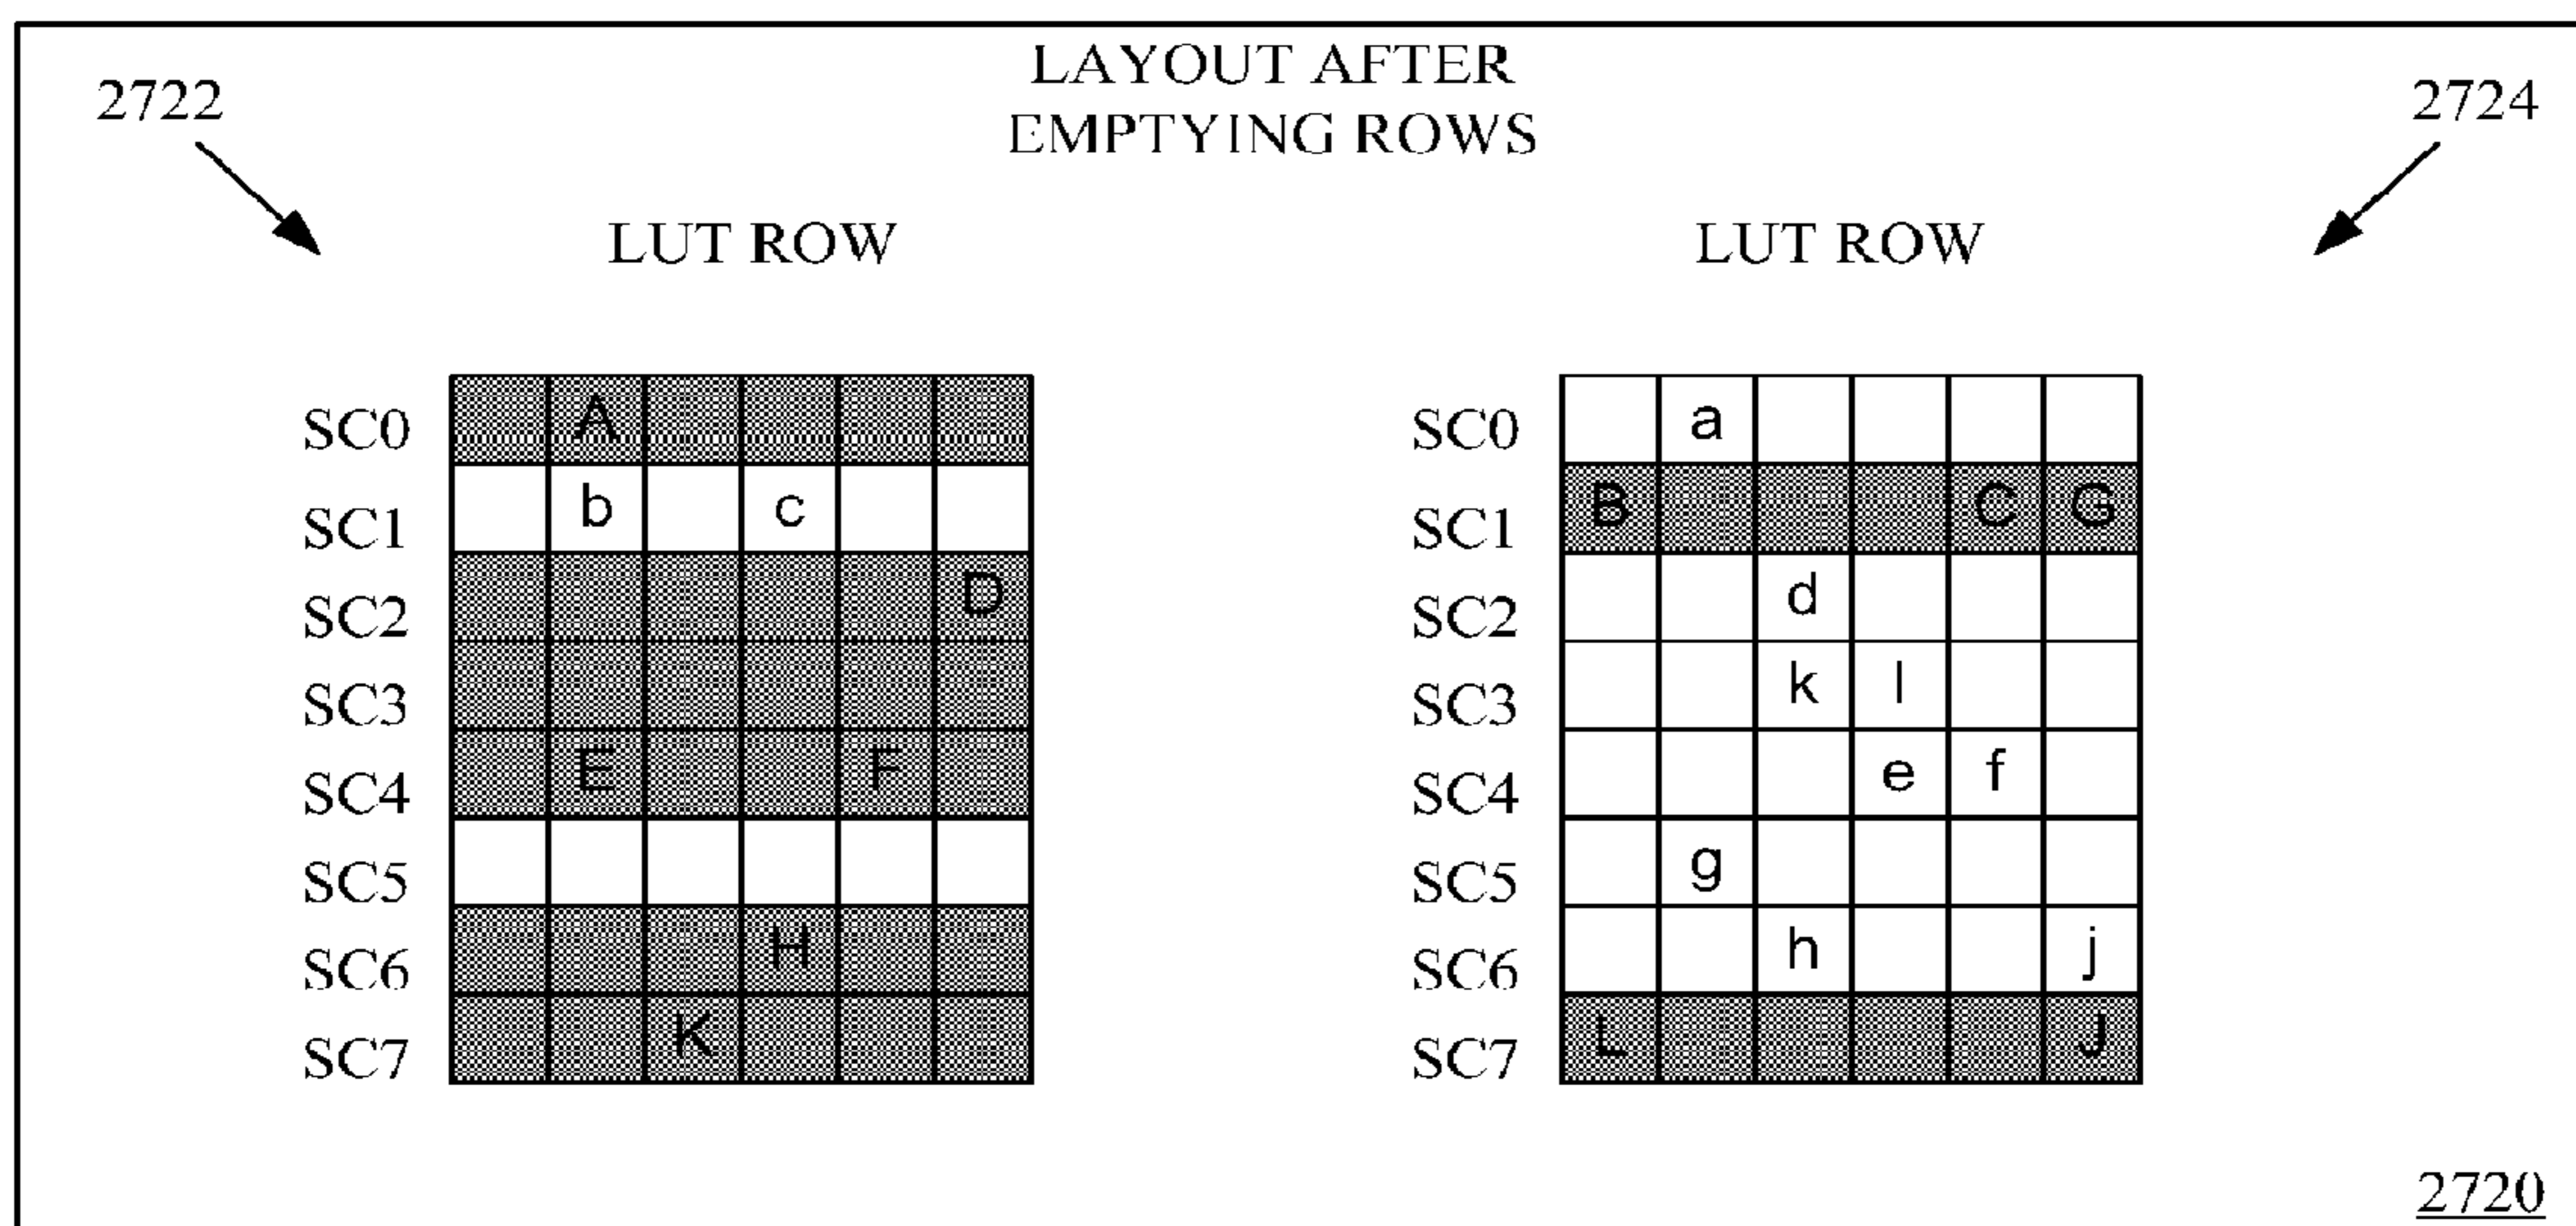 LAYOUT AFTER
EMPTYING ROWS
2722
2724
LUT ROW
SC0 A
SC1 b c
SC2 D
SC3
SC4 E F
SC5
SC6 H
SC7 K
LUT ROW
SC0 a
SC1 B C G
SC2 d
SC3 k l
SC4 e f
SC5 g
SC6 h j
SC7 L J
2720